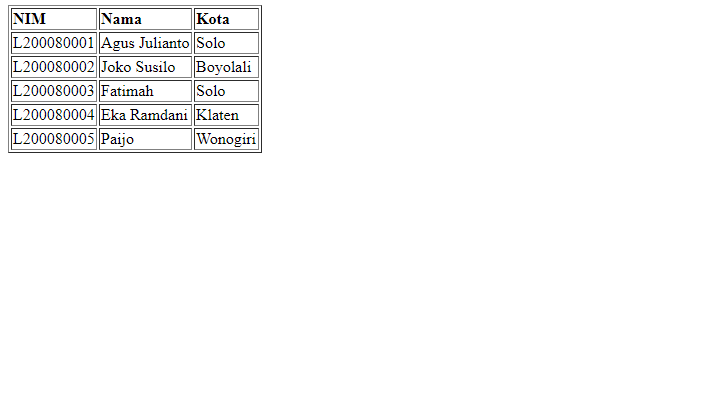 NIM Nama Kota
L200080001 Agus Julianto Solo
L200080002 Joko Susilo Boyolali
L200080003 Fatimah Solo
L200080004 Eka Ramdani Klaten
L200080005 Paijo Wonogiri